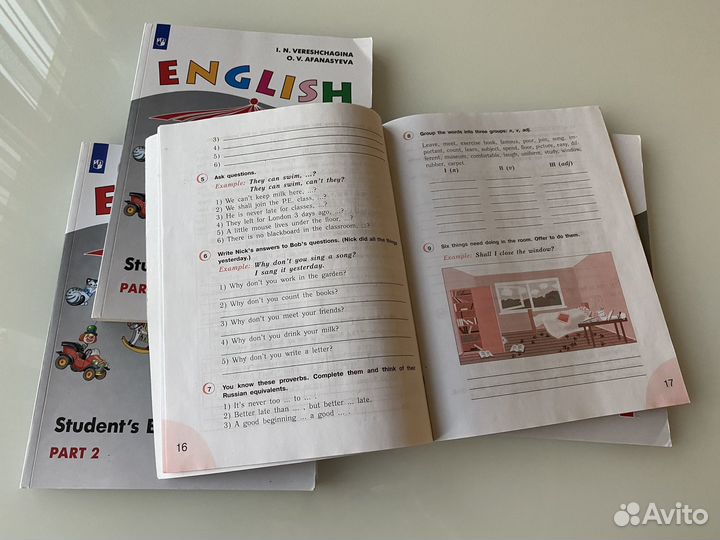 I. N. VERESHCHAGINA
O. V. AFANASYEVA
ENGLISH
E
Stu
PAR
Student's B
PART 2
3)
4)
5)
6)
5 Ask questions.
Example: They can swim, ...?
They can swim, can't they?
1) We can't keep milk here, ...?
2) We shall join the P.E. class, ...?
3) He is never late for classes, ...?
4) They left for London 3 days ago, ...?
5) A little mouse lives under the floor, ...?
6) There is no blackboard in the classroom, ...?
6 Write Nick's answers to Bob's questions. (Nick did all the things
yesterday.)
Example: Why don't you sing a song?
I sang it yesterday.
1) Why don't you work in the garden?
2) Why don't you count the books?
3) Why don't you meet your friends?
4) Why don't you drink your milk?
5) Why don't you write a letter?
7 You know these proverbs. Complete them and think of their
Russian equivalents.
1) It's never too ... to ... .
2) Better late than ... , but better ... late.
3) A good beginning ... a good ... .
16
8 Group the words into three groups: n, v, adj.
Leave, meet, exercise book, famous, poor, join, song, im-
portant, count, learn, subject, spend, floor, picture, easy, dif-
ferent, museum, comfortable, laugh, uniform, study, window,
rubber, carpet.
I (n) II (v) III (adj)
9 Six things need doing in the room. Offer to do them.
Example: Shall I close the window?
17
Avito